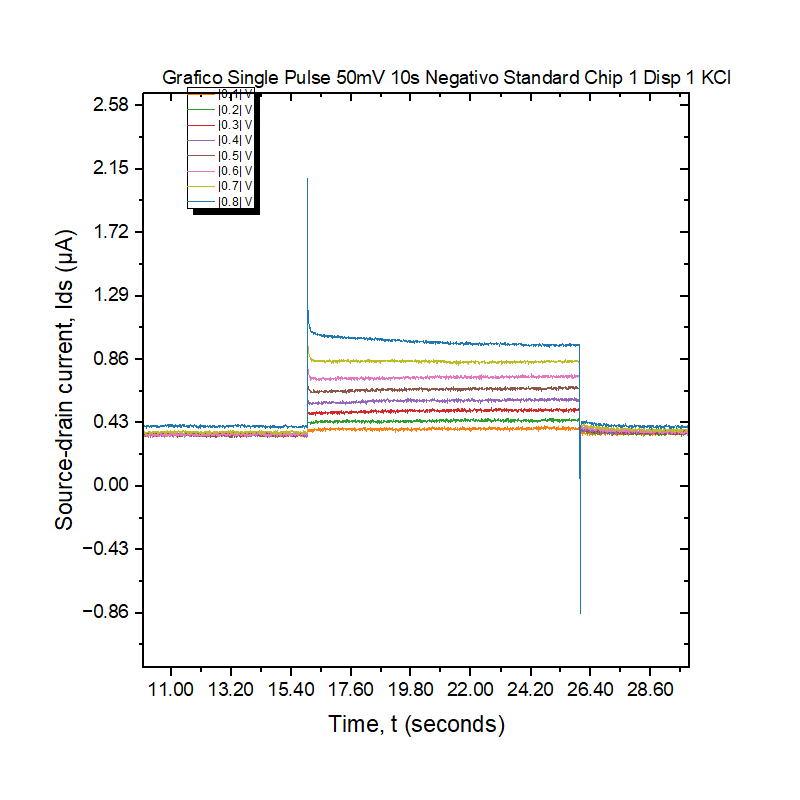 Grafico Single Pulse 50mV 10s Negativo Standard Chip 1 Disp 1 KCl
|0.1| V
|0.2| V
|0.3| V
|0.4| V
|0.5| V
|0.6| V
|0.7| V
|0.8| V
2.58
2.15
1.72
1.29
0.86
0.43
0.00
−0.43
−0.86
Source-drain current, Ids (µA)
11.00 13.20 15.40 17.60 19.80 22.00 24.20 26.40 28.60
Time, t (seconds)